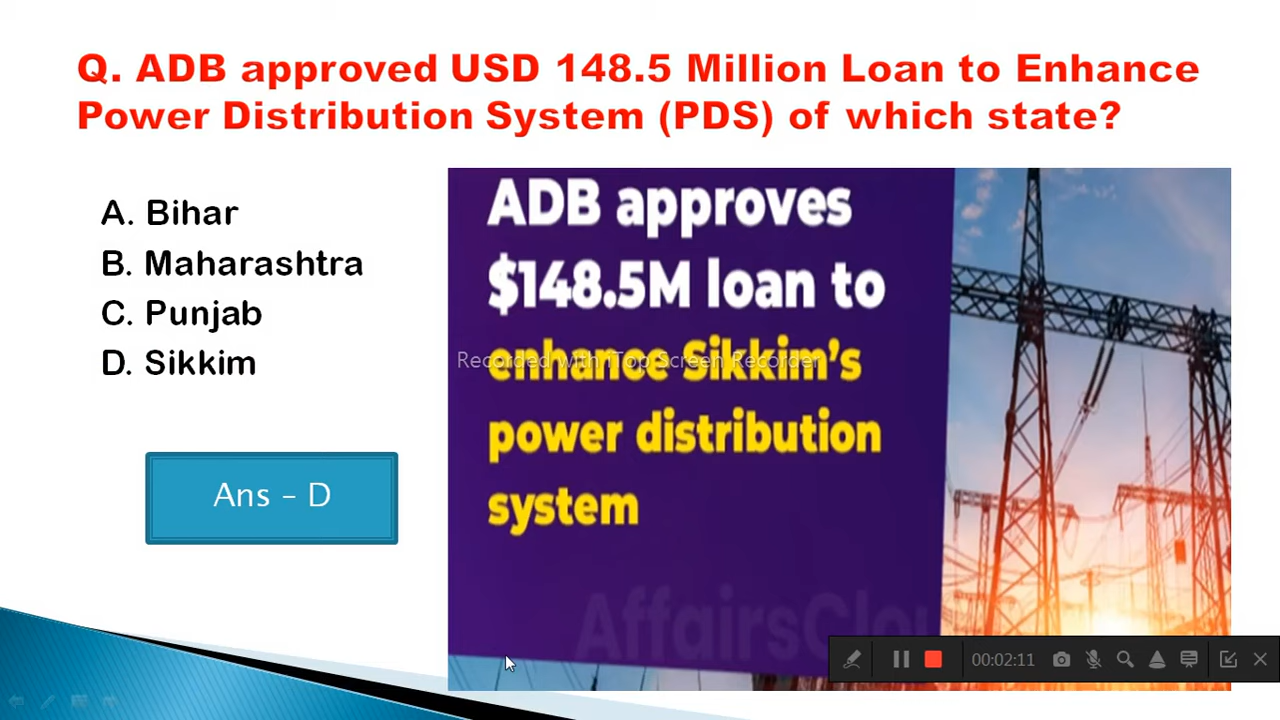 Q. ADB approved USD 148.5 Million Loan to Enhance
Power Distribution System (PDS) of which state?
A. Bihar
B. Maharashtra
C. Punjab
D. Sikkim
Ans – D
ADB approves
$148.5M loan to
enhance Sikkim's
power distribution
system
Recorded with iTop Screen Recorder
AffairsClou
00:02:11